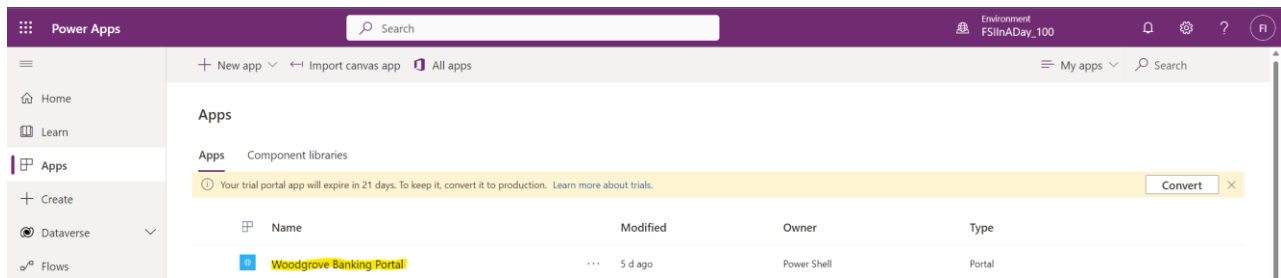 Power Apps
Search
Environment
FSIInADay_100
?
FI
New app
Import canvas app
All apps
My apps
Search
Home
Learn
Apps
Create
Dataverse
Flows
Apps
Apps Component libraries
Your trial portal app will expire in 21 days. To keep it, convert it to production. Learn more about trials.
Convert
Name Modified Owner Type
Woodgrove Banking Portal ... 5 d ago Power Shell Portal